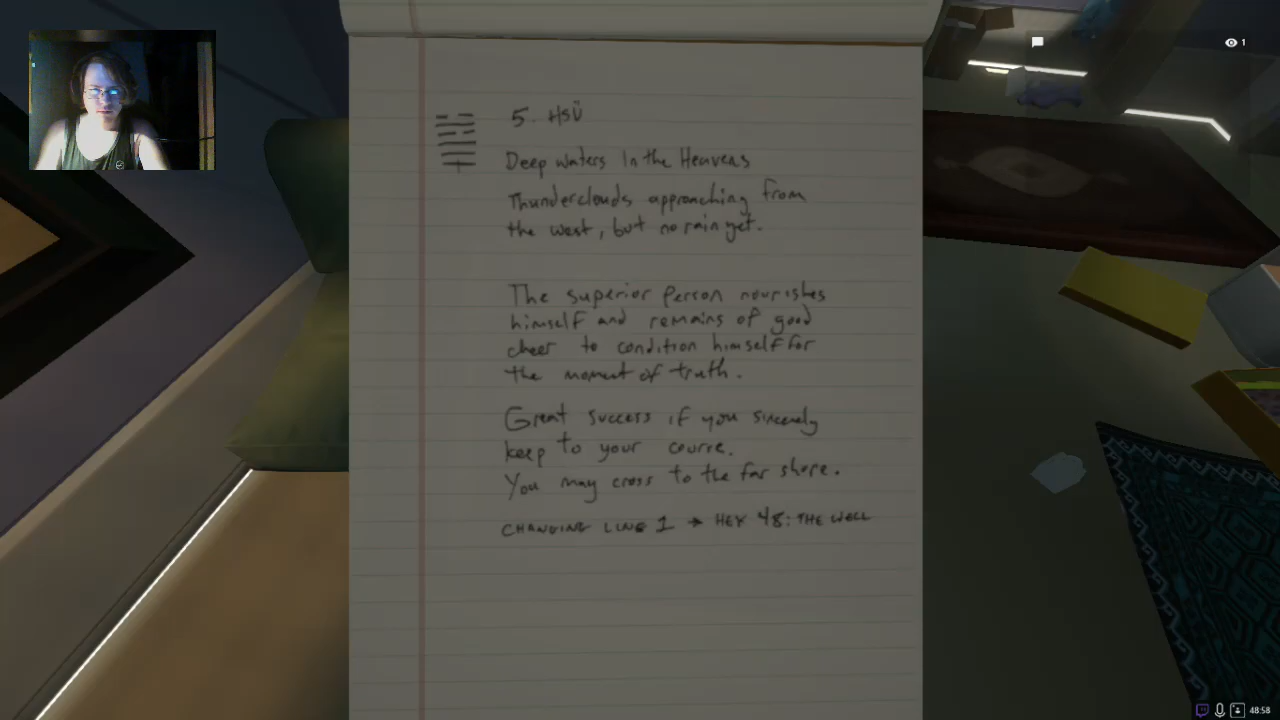 5. HSÜ
Deep Waters In the Heavens
Thunderclouds approaching from
the west, but no rain yet.
The superior person nourishes
himself and remains of good
cheer to condition himself for
the moment of truth.
Great success if you sincerely
keep to your course.
You may cross to the far shore.
CHANGING LINE 1 → HEX 48: THE WELL
1
48:58